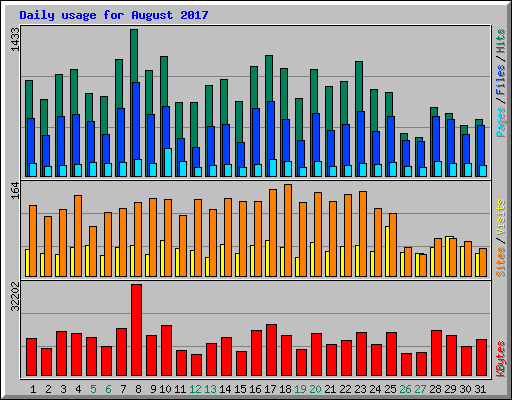 Daily usage for August 2017
1433
Pages / Files / Hits
164
Sites / Visits
32202
KBytes
1 2 3 4 5 6 7 8 9 10 11 12 13 14 15 16 17 18 19 20 21 22 23 24 25 26 27 28 29 30 31